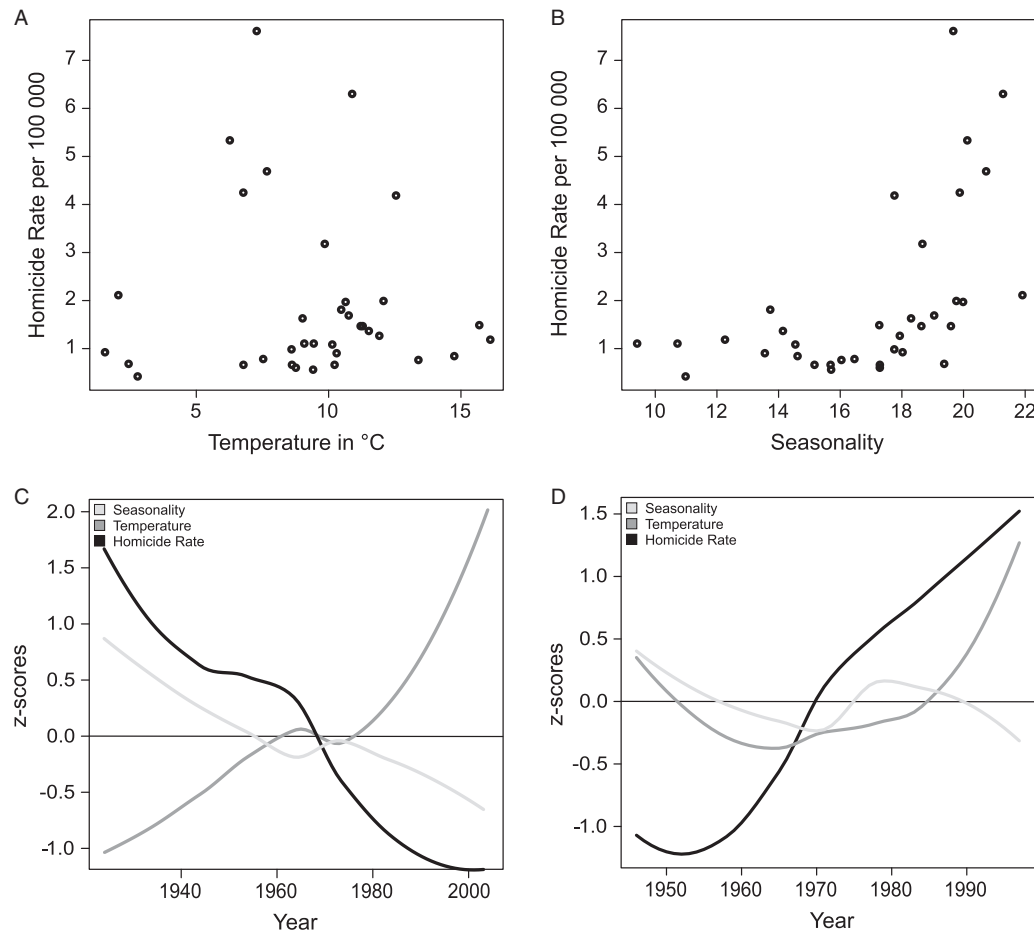 A
Homicide Rate per 100 000
7
6
5
4
3
2
1
5 10 15
Temperature in °C
B
Homicide Rate per 100 000
7
6
5
4
3
2
1
10 12 14 16 18 20 22
Seasonality
C
Seasonality
Temperature
Homicide Rate
z-scores
2.0
1.5
1.0
0.5
0.0
-0.5
-1.0
1940 1960 1980 2000
Year
D
Seasonality
Temperature
Homicide Rate
z-scores
1.5
1.0
0.5
0.0
-0.5
-1.0
1950 1960 1970 1980 1990
Year